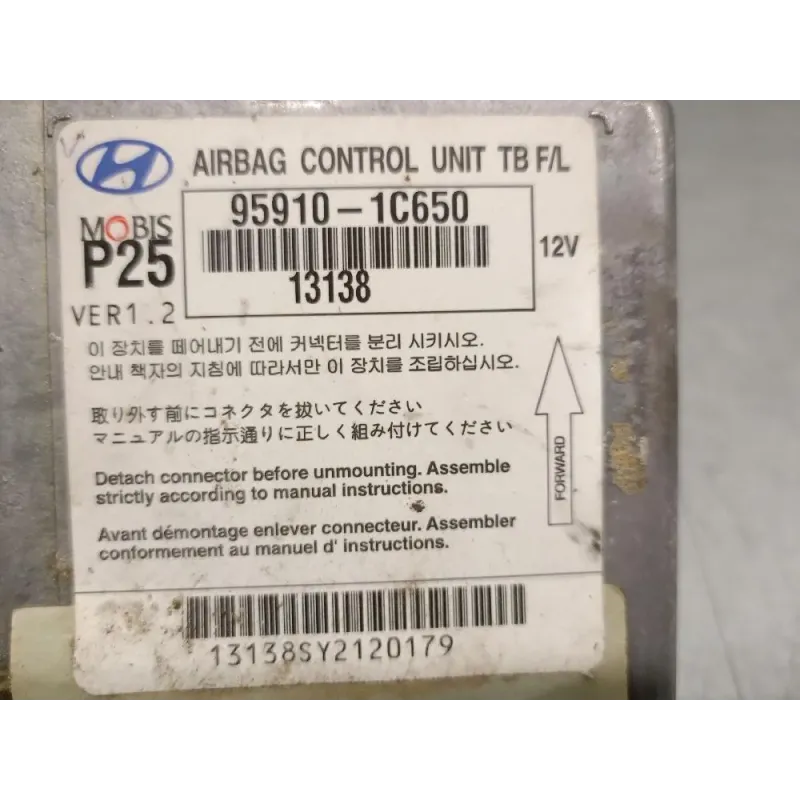 AIRBAG CONTROL UNIT TB F/L
MOBIS
P25
VER1.2
95910-1C650
13138
12V
이 장치를 떼어내기 전에 커넥터를 분리 시키시오.
안내 책자의 지침에 따라서만 이 장치를 조립하십시오.
取り外す前にコネクタを抜いてください
マニュアルの指示通りに正しく組み付けてください
Detach connector before unmounting. Assemble
strictly according to manual instructions.
Avant démontage enlever connecteur. Assembler
conformement au manuel d' instructions.
FORWARD
13138SY2120179